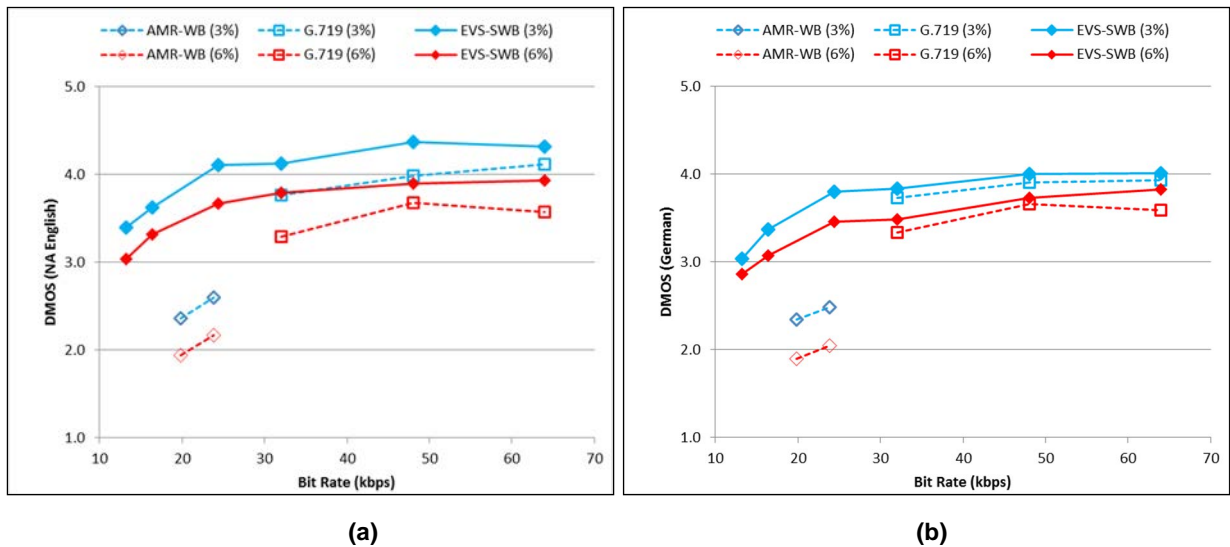 AMR-WB (3%) G.719 (3%) EVS-SWB (3%)
AMR-WB (6%) G.719 (6%) EVS-SWB (6%)
5.0
4.0
3.0
2.0
1.0
DMOS (NA English)
10 20 30 40 50 60 70
Bit Rate (kbps)
(a)
AMR-WB (3%) G.719 (3%) EVS-SWB (3%)
AMR-WB (6%) G.719 (6%) EVS-SWB (6%)
5.0
4.0
3.0
2.0
1.0
DMOS (German)
10 20 30 40 50 60 70
Bit Rate (kbps)
(b)